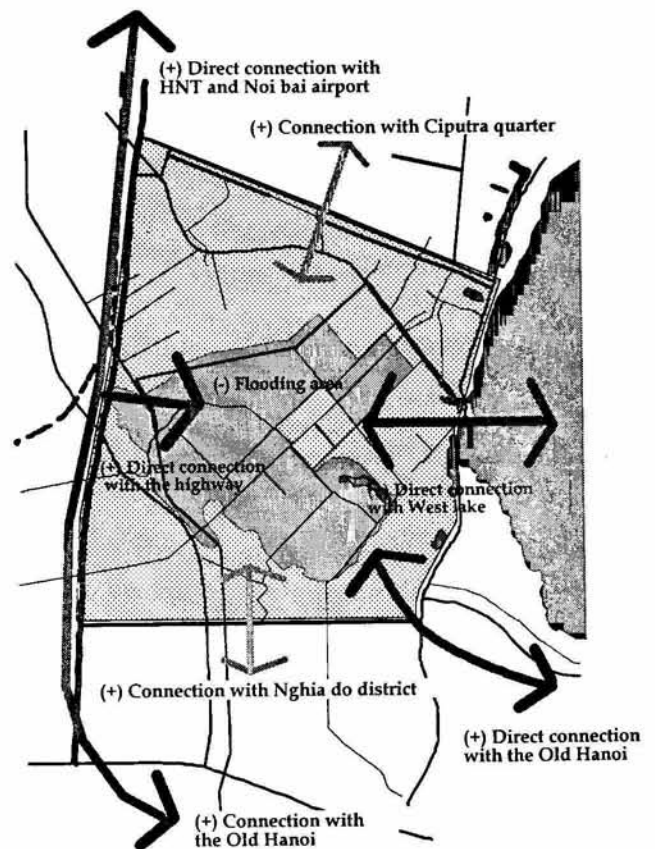 (+) Direct connection with
HNT and Noi bai airport
(+) Connection with Ciputra quarter
(-) Flooding area
(+) Direct connection
with the highway
(+) Direct connection
with West lake
(+) Connection with Nghia do district
(+) Direct connection
with the Old Hanoi
(+) Connection with
the Old Hanoi